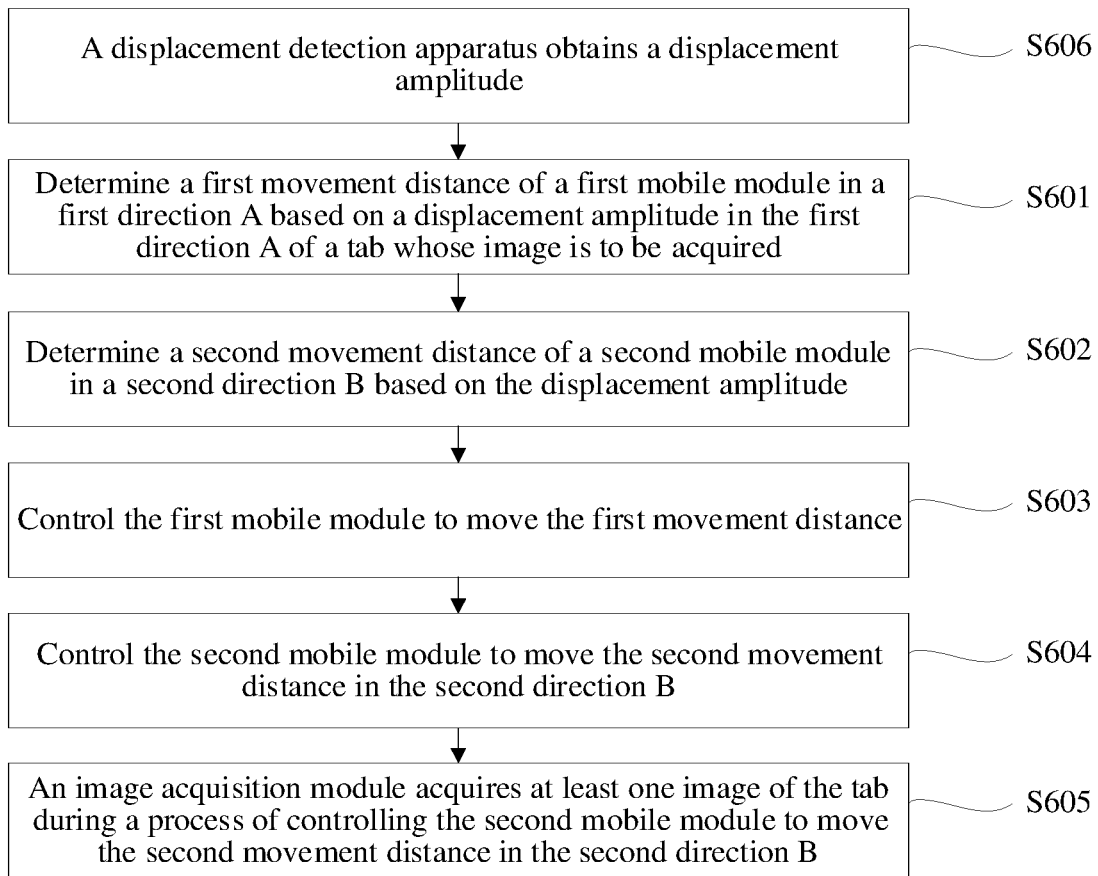 A displacement detection apparatus obtains a displacement
amplitude
S606
Determine a first movement distance of a first mobile module in a
first direction A based on a displacement amplitude in the first
direction A of a tab whose image is to be acquired
S601
Determine a second movement distance of a second mobile module
in a second direction B based on the displacement amplitude
S602
Control the first mobile module to move the first movement distance
S603
Control the second mobile module to move the second movement
distance in the second direction B
S604
An image acquisition module acquires at least one image of the tab
during a process of controlling the second mobile module to move
the second movement distance in the second direction B
S605